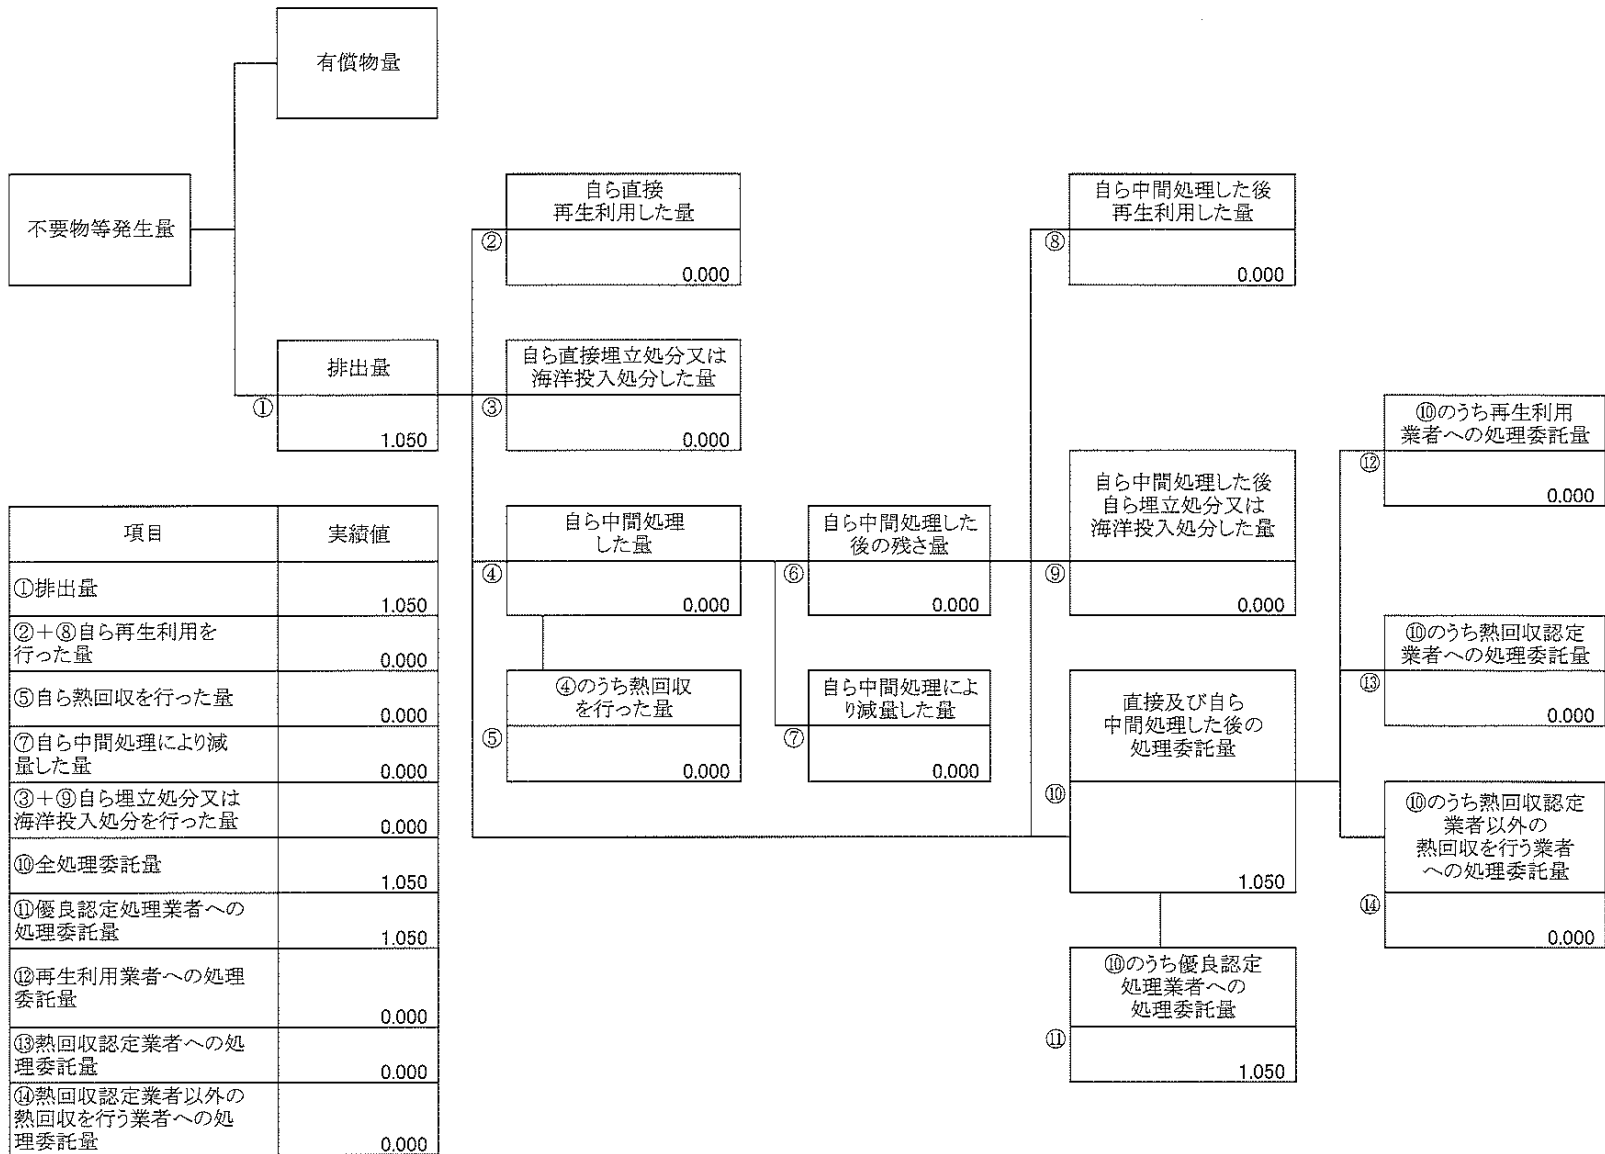 有償物量
不要物等発生量
自ら直接
再生利用した量
②
0.000
自ら中間処理した後
再生利用した量
⑧
0.000
排出量
①
1.050
自ら直接埋立処分又は
海洋投入処分した量
③
0.000
⑩のうち再生利用
業者への処理委託量
⑫
0.000
自ら中間処理
した量
④
0.000
自ら中間処理した
後の残さ量
⑥
0.000
自ら中間処理した後
自ら埋立処分又は
海洋投入処分した量
⑨
0.000
⑩のうち熱回収認定
業者への処理委託量
⑬
0.000
④のうち熱回収
を行った量
⑤
0.000
自ら中間処理によ
り減量した量
⑦
0.000
直接及び自ら
中間処理した後の
処理委託量
⑩
1.050
⑩のうち熱回収認定
業者以外の
熱回収を行う業者
への処理委託量
⑭
0.000
⑩のうち優良認定
処理業者への
処理委託量
⑪
1.050
項目 実績値
①排出量
1.050
②+⑧自ら再生利用を
行った量
0.000
⑤自ら熱回収を行った量
0.000
⑦自ら中間処理により減
量した量
0.000
③+⑨自ら埋立処分又は
海洋投入処分を行った量
0.000
⑩全処理委託量
1.050
⑪優良認定処理業者への
処理委託量
1.050
⑫再生利用業者への処理
委託量
0.000
⑬熱回収認定業者への処
理委託量
0.000
⑭熱回収認定業者以外の
熱回収を行う業者への処
理委託量
0.000